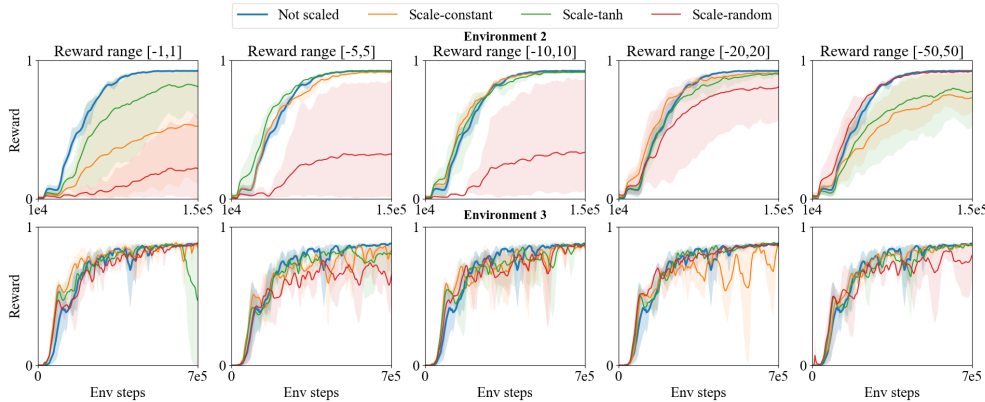 Not scaled Scale-constant Scale-tanh Scale-random
Environment 2
Reward range [-1,1] Reward range [-5,5] Reward range [-10,10] Reward range [-20,20] Reward range [-50,50]
1 1 1 1 1
Reward
0 0 0 0 0
1e4 1.5e5 1e4 1.5e5 1e4 1.5e5 1e4 1.5e5 1e4 1.5e5
Environment 3
1 1 1 1 1
Reward
0 0 0 0 0
0 7e5 0 7e5 0 7e5 0 7e5 0 7e5
Env steps Env steps Env steps Env steps Env steps